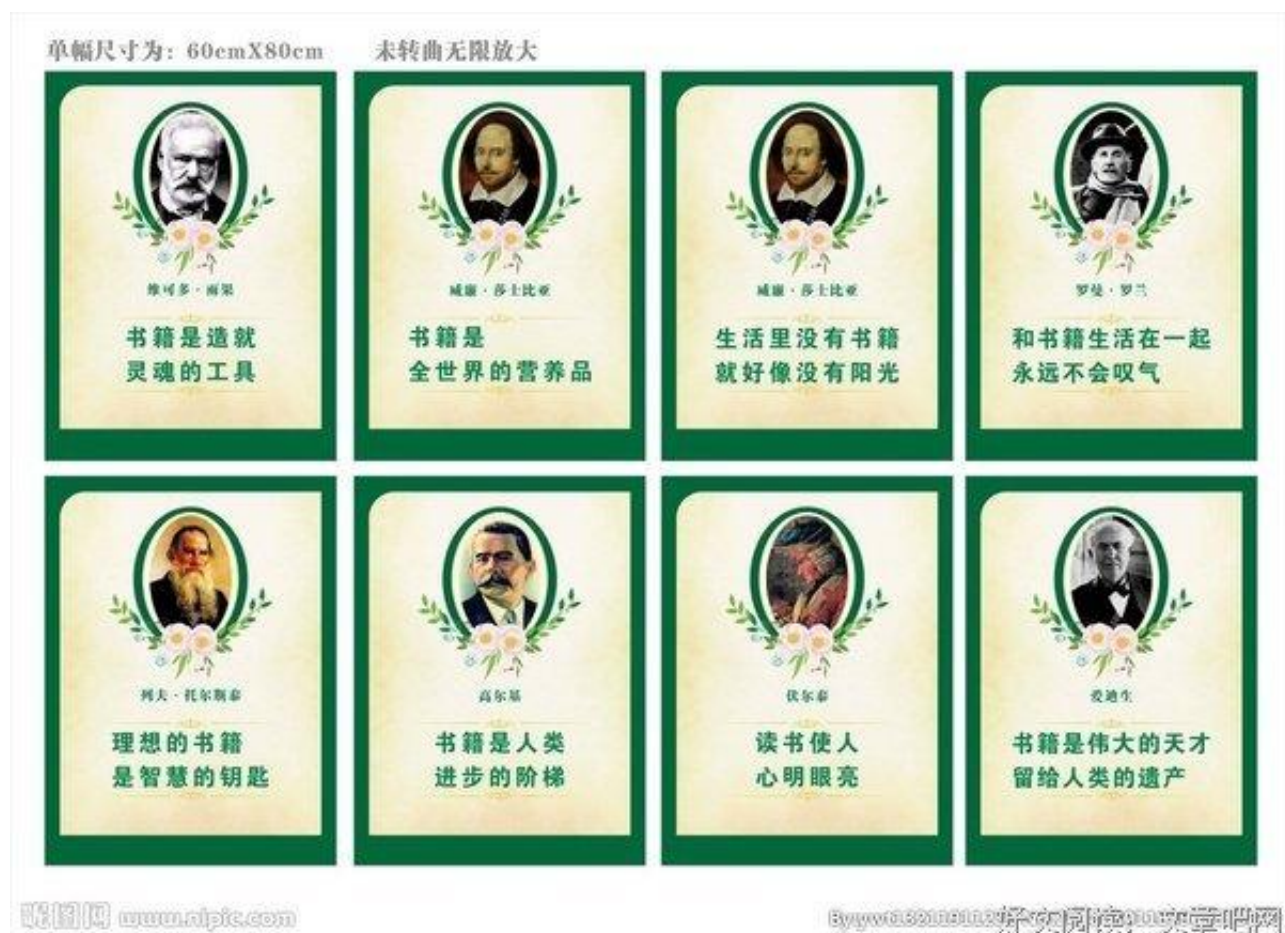 单幅尺寸为：60cmX80cm 未转曲无限放大
维可多·雨果
书籍是造就
灵魂的工具
威廉·莎士比亚
书籍是
全世界的营养品
威廉·莎士比亚
生活里没有书籍
就好像没有阳光
罗曼·罗兰
和书籍生活在一起
永远不会叹气
列夫·托尔斯泰
理想的书籍
是智慧的钥匙
高尔基
书籍是人类
进步的阶梯
伏尔泰
读书使人
心明眼亮
爱迪生
书籍是伟大的天才
留给人类的遗产
昵图网 www.nipic.com